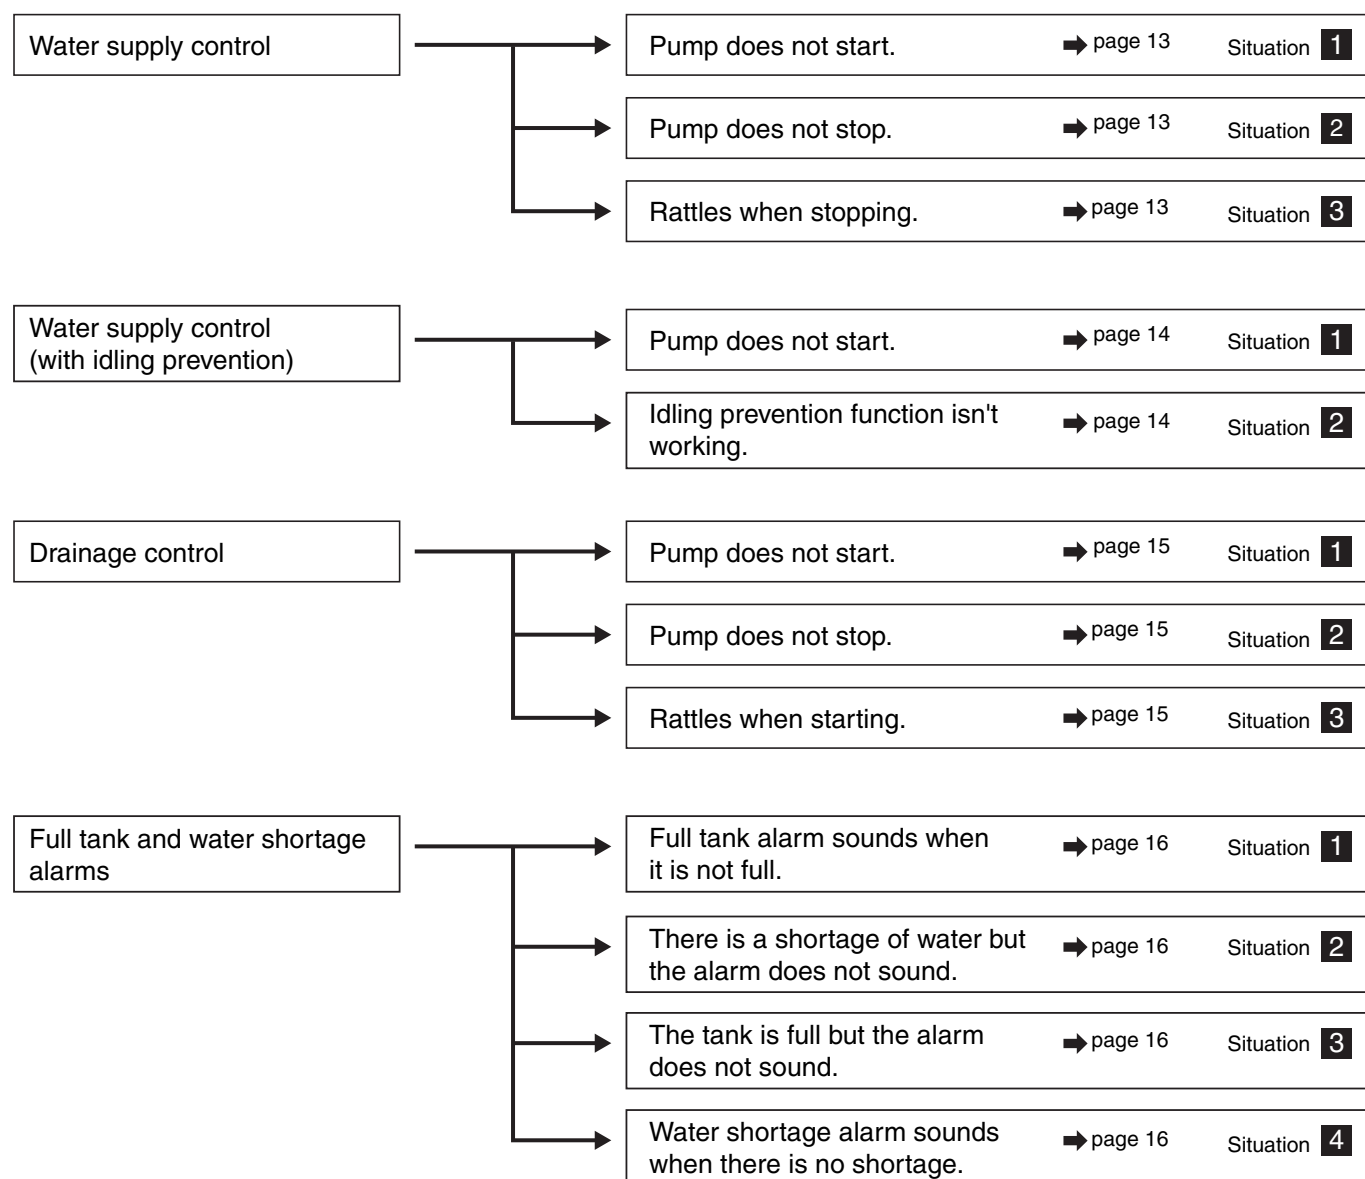 Water supply control
Pump does not start. ➡ page 13 Situation 1
Pump does not stop. ➡ page 13 Situation 2
Rattles when stopping. ➡ page 13 Situation 3
Water supply control
(with idling prevention)
Pump does not start. ➡ page 14 Situation 1
Idling prevention function isn't
working. ➡ page 14 Situation 2
Drainage control
Pump does not start. ➡ page 15 Situation 1
Pump does not stop. ➡ page 15 Situation 2
Rattles when starting. ➡ page 15 Situation 3
Full tank and water shortage
alarms
Full tank alarm sounds when
it is not full. ➡ page 16 Situation 1
There is a shortage of water but
the alarm does not sound. ➡ page 16 Situation 2
The tank is full but the alarm
does not sound. ➡ page 16 Situation 3
Water shortage alarm sounds
when there is no shortage. ➡ page 16 Situation 4